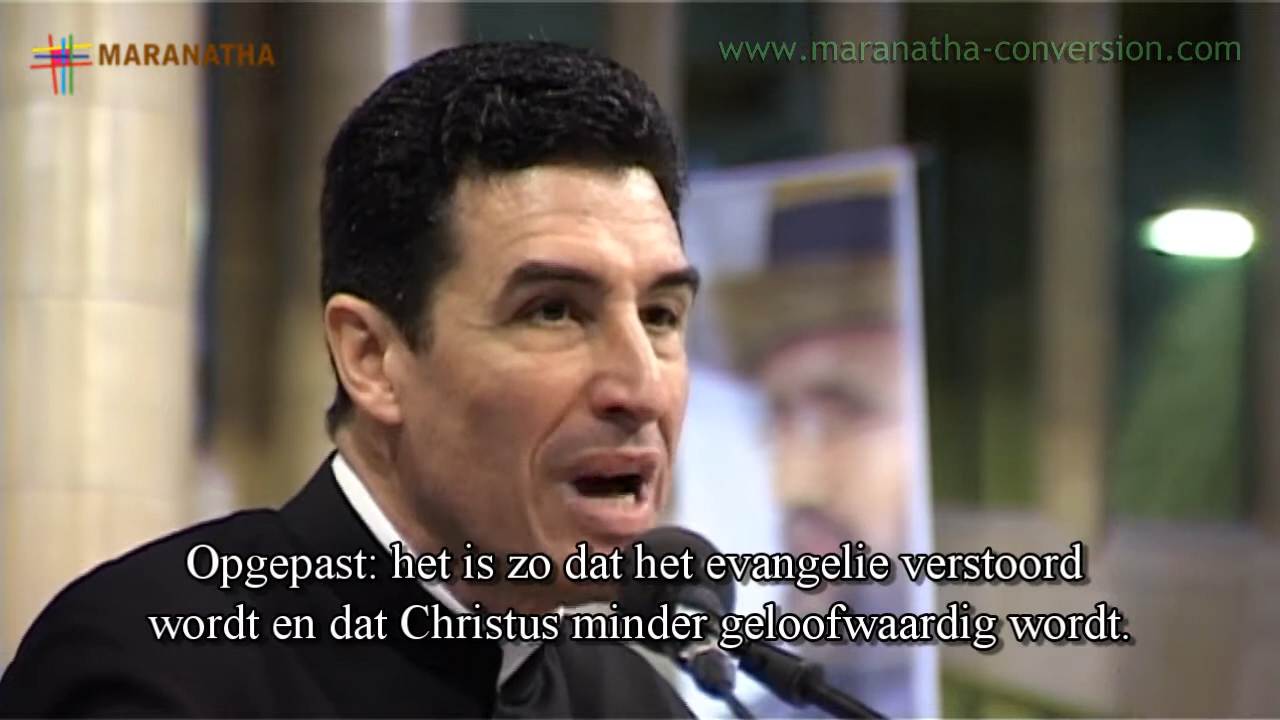 MARANATHA
www.maranatha-conversion.com
Opgepast: het is zo dat het evangelie verstoord
wordt en dat Christus minder geloofwaardig wordt.